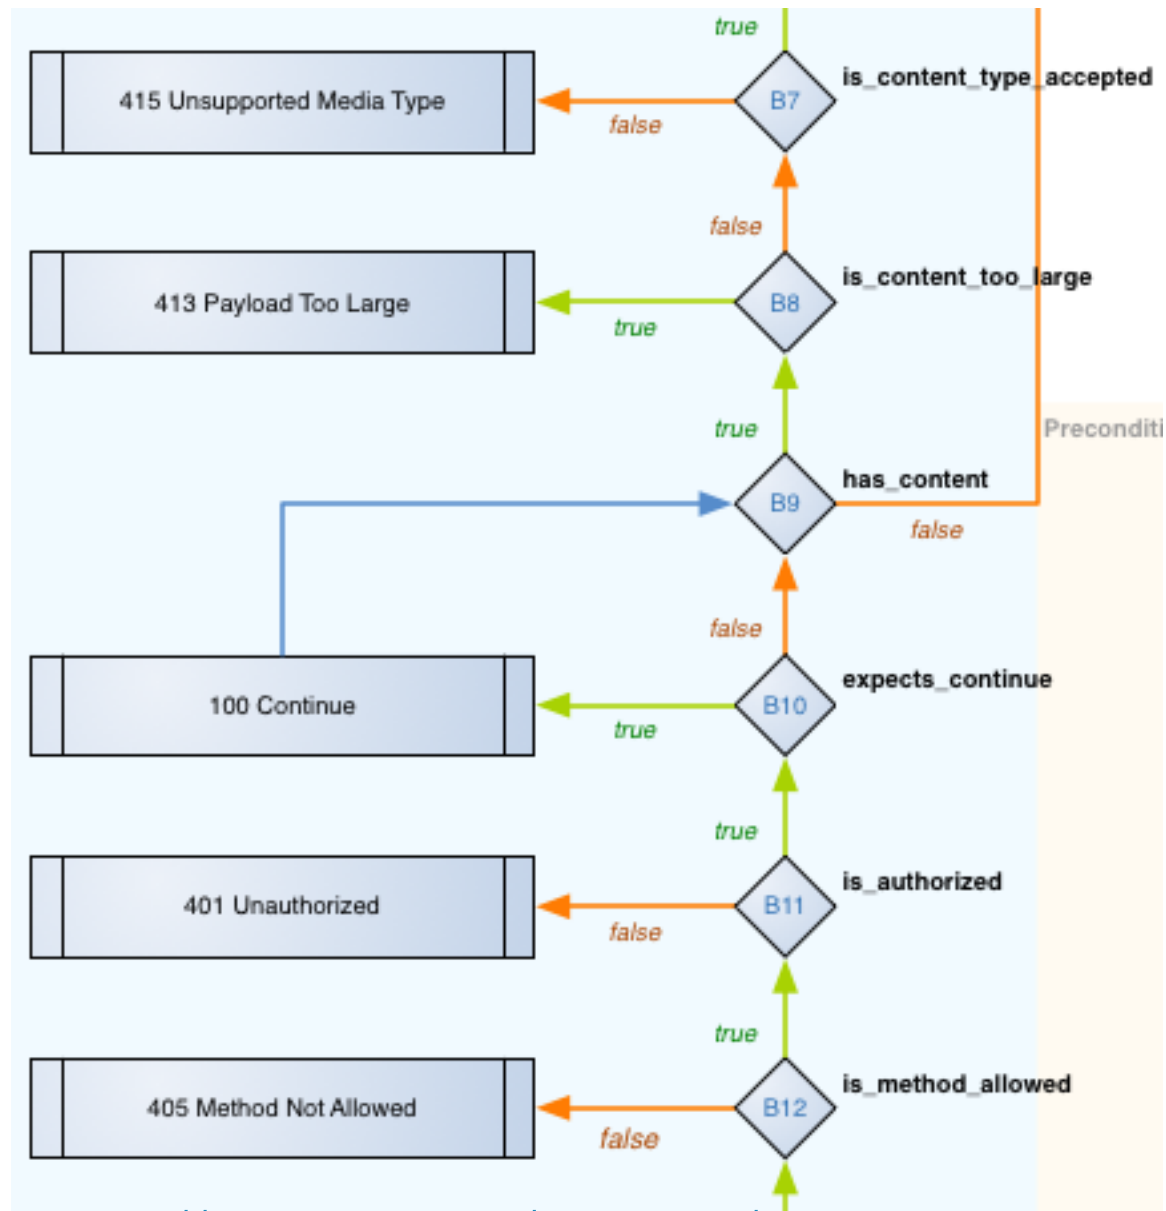 true
415 Unsupported Media Type
B7
is_content_type_accepted
false
false
413 Payload Too Large
B8
is_content_too_large
true
true
Preconditi
B9
has_content
false
false
100 Continue
B10
expects_continue
true
true
401 Unauthorized
B11
is_authorized
false
true
405 Method Not Allowed
B12
is_method_allowed
false